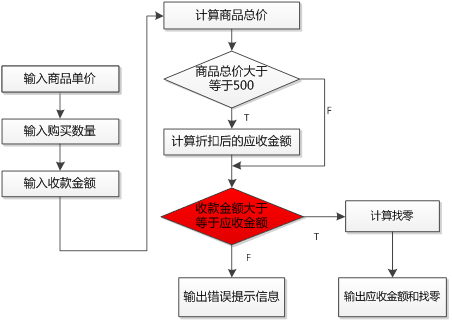 输入商品单价
输入购买数量
输入收款金额
计算商品总价
商品总价大于
等于500
T
F
计算折扣后的应收金额
收款金额大于
等于应收金额
T
F
计算找零
输出错误提示信息
输出应收金额和找零